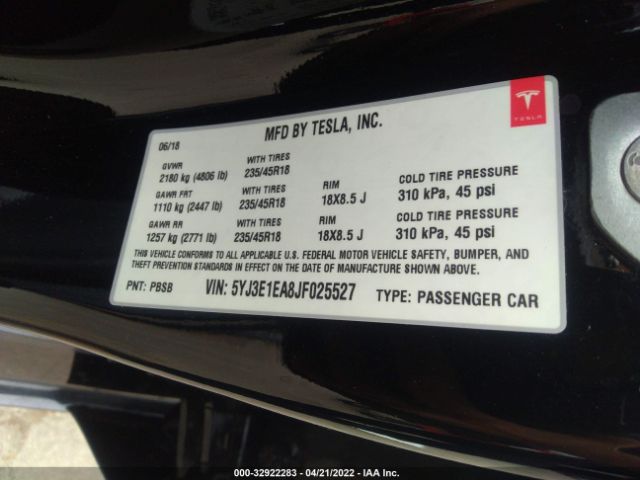 MFD BY TESLA, INC.
TESLA
06/18
GVWR
2180 kg (4806 lb)
WITH TIRES
235/45R18
GAWR FRT
1110 kg (2447 lb)
WITH TIRES
235/45R18
RIM
18X8.5 J
COLD TIRE PRESSURE
310 kPa, 45 psi
GAWR RR
1257 kg (2771 lb)
WITH TIRES
235/45R18
RIM
18X8.5 J
COLD TIRE PRESSURE
310 kPa, 45 psi
THIS VEHICLE CONFORMS TO ALL APPLICABLE U.S. FEDERAL MOTOR VEHICLE SAFETY, BUMPER, AND
THEFT PREVENTION STANDARDS IN EFFECT ON THE DATE OF MANUFACTURE SHOWN ABOVE.
PNT: PBSB
VIN: 5YJ3E1EA8JF025527
TYPE: PASSENGER CAR
000-32922283 - 04/21/2022 - IAA Inc.